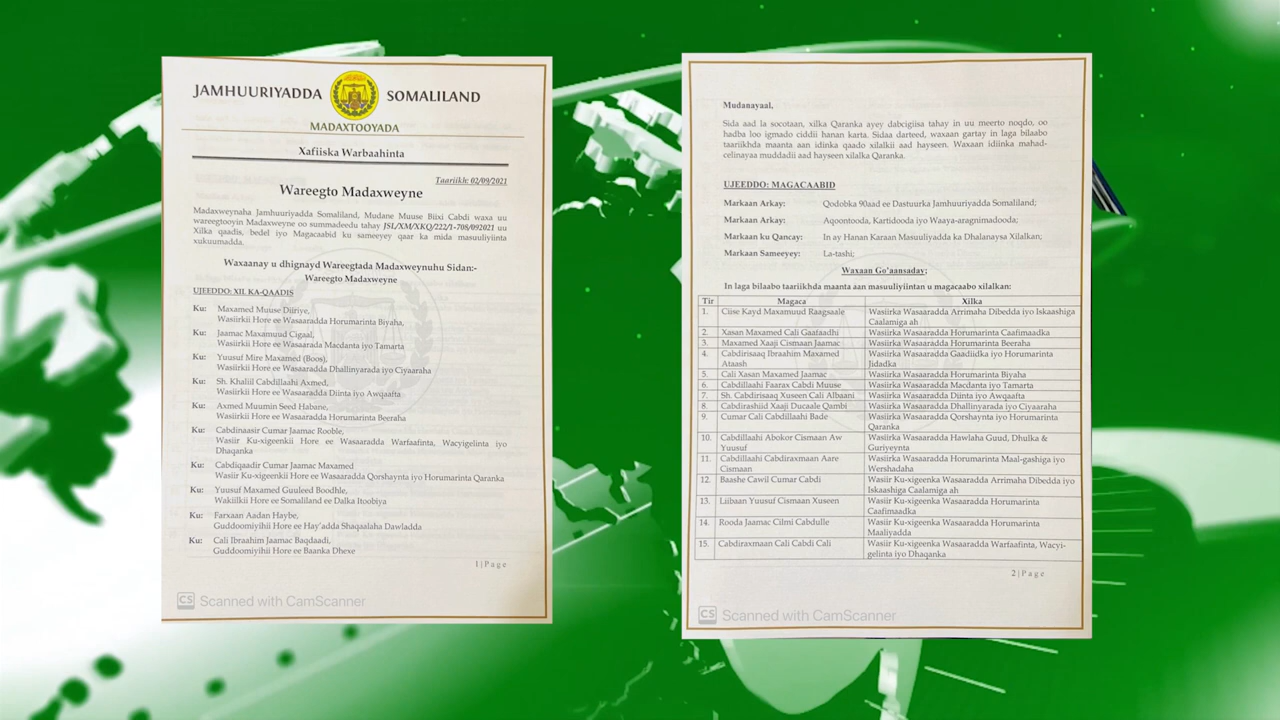 JAMHUURIYADDA SOMALILAND
MADAXTOOYADA
Xafiiska Warbaahinta
Taariikh: 02/09/2021
Wareegto Madaxweyne
Madaxweynaha Jamhuuriyadda Somaliland, Mudane Muuse Biixi Cabdi waxa uu
wareegtooyin Madaxweyne oo summadeedu tahay JSL/XM/XKQ/222/1-708/092021 uu
Xilka qaadis, bedel iyo Magacaabid ku sameeyey qaar ka mida masuuliyiinta
xukuumadda.
Waxaanay u dhignayd Wareegtada Madaxweynuhu Sidan:-
Wareegto Madaxweyne
UJEEDDO: XIL KA-QAADIS
Ku: Maxamed Muuse Diiriye,
Wasiirkii Hore ee Wasaaradda Horumarinta Biyaha,
Ku: Jaamac Maxamuud Cigaal,
Wasiirkii Hore ee Wasaarada Macdanta iyo Tamarta
Ku: Yuusuf Mire Maxamed (Boos),
Wasiirkii Hore ee Wasaaradda Dhallinyarada iyo Ciyaaraha
Ku: Sh. Khaliil Cabdillaahi Axmed,
Wasiirkii Hore ee Wasaaradda Diinta iyo Awqaafta
Ku: Axmed Muumin Seed Habane,
Wasiirkii Hore ee Wasaaradda Horumarinta Beeraha
Ku: Cabdinaasir Cumar Jaamac Rooble,
Wasiir Ku-xigeenkii Hore ee Wasaaradda Warfaafinta, Wacyigelinta iyo
Dhaqanka
Ku: Cabdiqaadir Cumar Jaamac Maxamed
Wasiir Ku-xigeenkii Hore ee Wasaaradda Qorshaynta iyo Horumarinta Qaranka
Ku: Yuusuf Maxamed Guuleed Boodhle,
Wakiilkii Hore ee Somaliland ee Dalka Itoobiya
Ku: Farxaan Aadan Haybe,
Guddoomiyihii Hore ee Hay'adda Shaqaalaha Dawladda
Ku: Cali Ibraahim Jaamac Baqdaadi,
Guddoomiyihii Hore ee Baanka Dhexe
1|Page
CS Scanned with CamScanner
Mudanayaal,
Sida aad la socotaan, xilka Qaranka ayey dabcigiisa tahay in uu meerto noqdo, oo
hadba loo igmado ciddii hanan karta. Sidaa darteed, waxaan gartay in laga bilaabo
taariikhda maanta aan idinka qaado xilalkii aad hayseen. Waxaan idiinka mahad-
celinayaa muddadii aad hayseen xilalka Qaranka.
UJEEDDO: MAGACAABID
Markaan Arkay: Qodobka 90aad ee Dastuurka Jamhuuriyadda Somaliland;
Markaan Arkay: Aqoontooda, Kartidooda iyo Waaya-aragnimadooda;
Markaan ku Qancay: In ay Hanan Karaan Masuuliyadda ka Dhalanaysa Xilalkan;
Markaan Sameeyey: La-tashi;
Waxaan Go'aansaday:
In laga bilaabo taariikhda maanta aan masuuliyiintan u magacaabo xilalkan:
Tir Magaca Xilka
1. Ciise Kayd Maxamuud Raagsaale Wasiirka Wasaaradda Arrimaha Dibedda iyo Iskaashiga
Caalamiga ah
2. Xasan Maxamed Cali Gaafaadhi Wasiirka Wasaaradda Horumarinta Caafimaadka
3. Maxamed Xaaji Cismaan Jaamac Wasiirka Wasaaradda Horumarinta Beeraha
4. Cabdirisaaq Ibraahim Maxamed Wasiirka Wasaaradda Gaadiidka iyo Horumarinta
Ataash Jidadka
5. Cali Xasan Maxamed Jaamac Wasiirka Wasaaradda Horumarinta Biyaha
6. Cabdillaahi Faarax Cabdi Muuse Wasiirka Wasaaradda Macdanta iyo Tamarta
7. Sh. Cabdirisaaq Xuseen Cali Albaani Wasiirka Wasaaradda Diinta iyo Awqaafta
8. Cabdirashiid Xaaji Ducaale Qambi Wasiirka Wasaaradda Dhallinyarada iyo Ciyaaraha
9. Cumar Cali Cabdillaahi Bade Wasiirka Wasaaradda Qorshaynta iyo Horumarinta
Qaranka
10. Cabdillaahi Abokor Cismaan Aw Wasiirka Wasaaradda Hawlaha Guud, Dhulka &
Yuusuf Guriyeynta
11. Cabdillaahi Cabdiraxmaan Aare Wasiirka Wasaaradda Horumarinta Maal-gashiga iyo
Cismaan Wershadaha
12. Baashe Cawil Cumar Cabdi Wasiir Ku-xigeenka Wasaaradda Arrimaha Dibedda iyo
Iskaashiga Caalamiga ah
13. Liibaan Yuusuf Cismaan Xuseen Wasiir Ku-xigeenka Wasaaradda Horumarinta
Caafimaadka
14. Rooda Jaamac Cilmi Cabdulle Wasiir Ku-xigeenka Wasaaradda Horumarinta
Maaliyadda
15. Cabdiraxmaan Cali Cabdi Cali Wasiir Ku-xigeenka Wasaaradda Warfaafinta, Wacyi-
gelinta iyo Dhaqanka
2|Page
CS Scanned with CamScanner